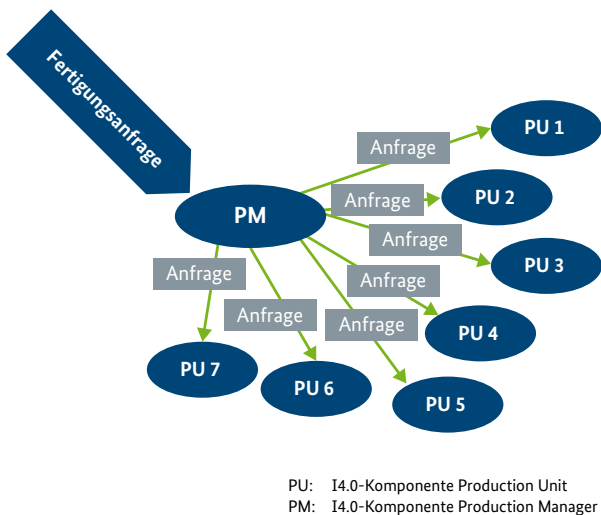 Fertigungsanfrage
PU 1
Anfrage
PU 2
Anfrage
PM
Anfrage
PU 3
Anfrage
Anfrage
Anfrage
Anfrage
PU 4
PU 7
PU 6
PU 5
PU: I4.0-Komponente Production Unit
PM: I4.0-Komponente Production Manager